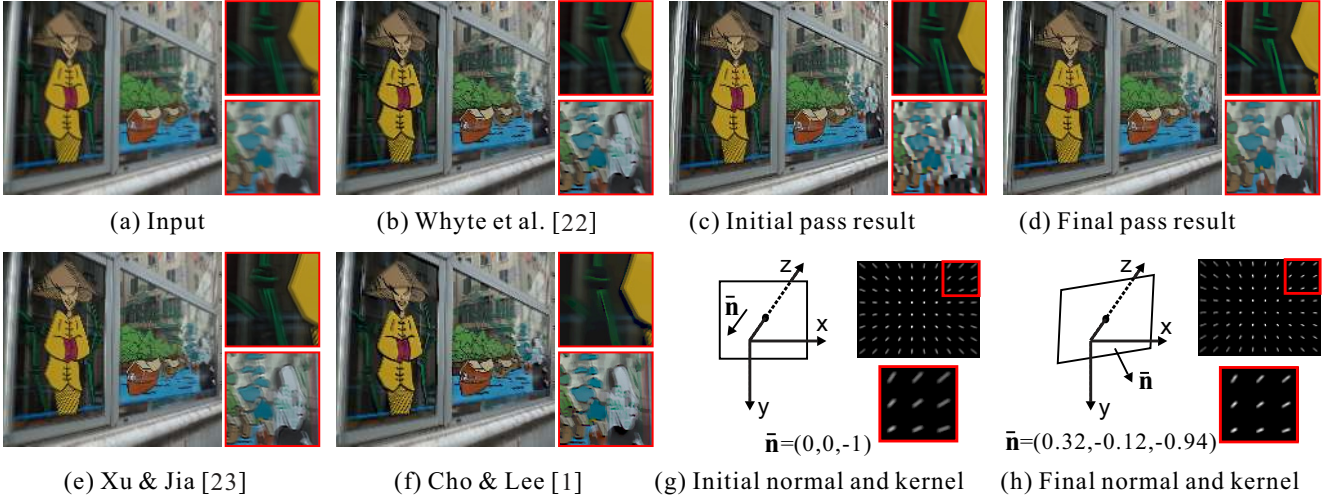 (a) Input
(b) Whyte et al. [22]
(c) Initial pass result
(d) Final pass result
z
n̄
x
y
n̄=(0,0,-1)
z
x
n̄
y
n̄=(0.32,-0.12,-0.94)
(e) Xu & Jia [23]
(f) Cho & Lee [1]
(g) Initial normal and kernel
(h) Final normal and kernel